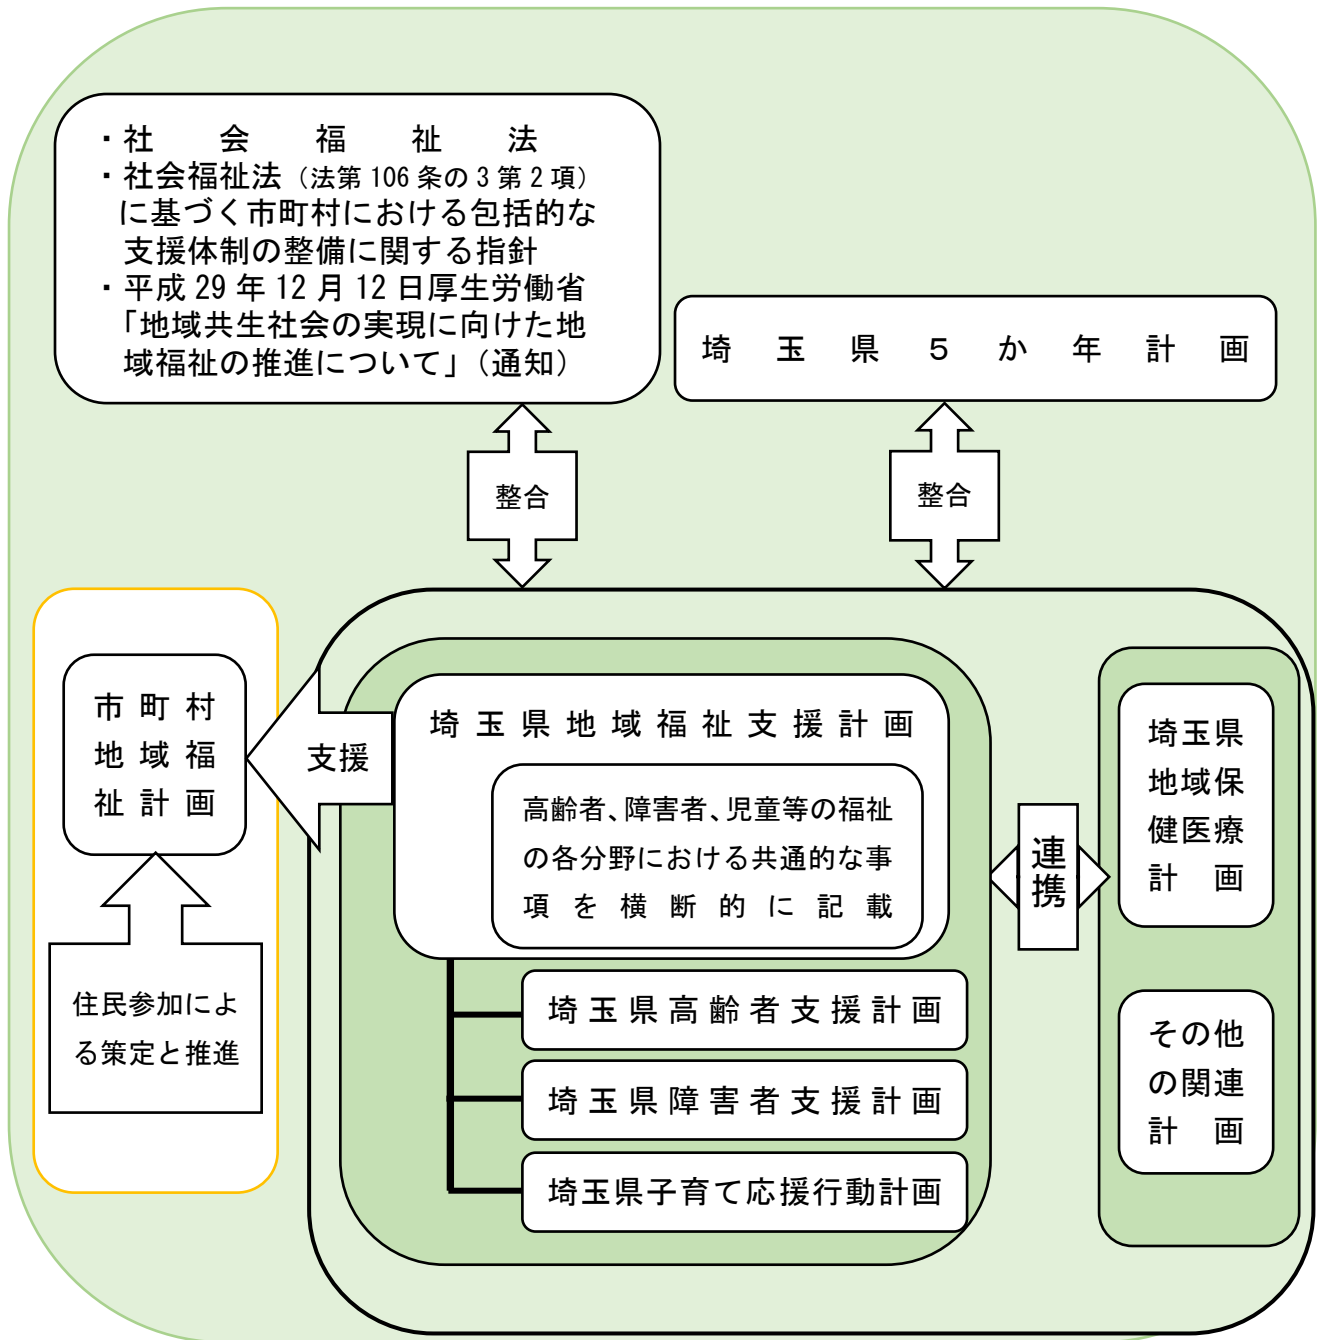 ・社会福祉法
・社会福祉法（法第 106 条の 3 第 2 項）
に基づく市町村における包括的な
支援体制の整備に関する指針
・平成 29 年 12 月 12 日厚生労働省
「地域共生社会の実現に向けた地
域福祉の推進について」（通知）
埼玉県５か年計画
整合
整合
市町村
地域福
祉計画
支援
住民参加によ
る策定と推進
埼玉県地域福祉支援計画
高齢者、障害者、児童等の福祉
の各分野における共通的な事
項を横断的に記載
埼玉県高齢者支援計画
埼玉県障害者支援計画
埼玉県子育て応援行動計画
連
携
埼玉県
地域保
健医療
計画
その他
の関連
計画